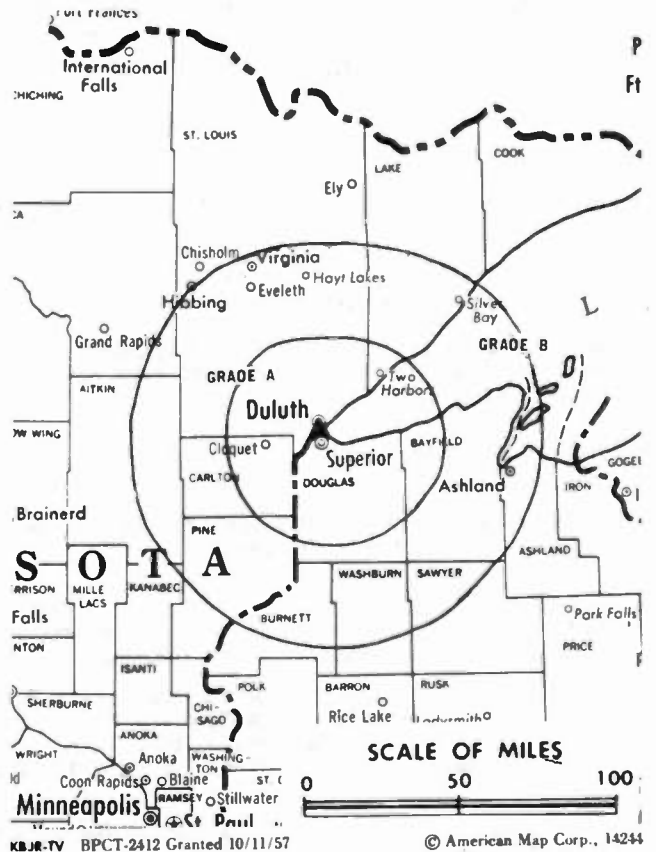 Fort Frances
International
Falls
CHICHING
ST. LOUIS
LAKE
COOK
P
Ft
Ely
CA
Chisholm
Virginia
Hoyt Lakes
Eveleth
Hibbing
Silver
Bay
L
Grand Rapids
GRADE B
GRADE A
Two
Harbors
AITKIN
Duluth
OW WING
Cloquet
Superior
BAYFIELD
GOGEB
CARLTON
DOUGLAS
Ashland
IRON
Brainerd
PINE
ASHLAND
S O T A
WASHBURN
SAWYER
RRISON
MILLE
LACS
KANABEC
Falls
BURNETT
Park Falls
NTON
PRICE
ISANTI
POLK
BARRON
RUSK
SHERBURNE
CHI-
SAGO
Rice Lake
Ladysmith
ANOKA
WRIGHT
WASHING-
TON
SCALE OF MILES
Anoka
Coon Rapids
Blaine
ST. C
0 50 100
Minneapolis
RAMSEY
Stillwater
St. Paul
KBJR-TV BPCT-2412 Granted 10/11/57
© American Map Corp., 14244